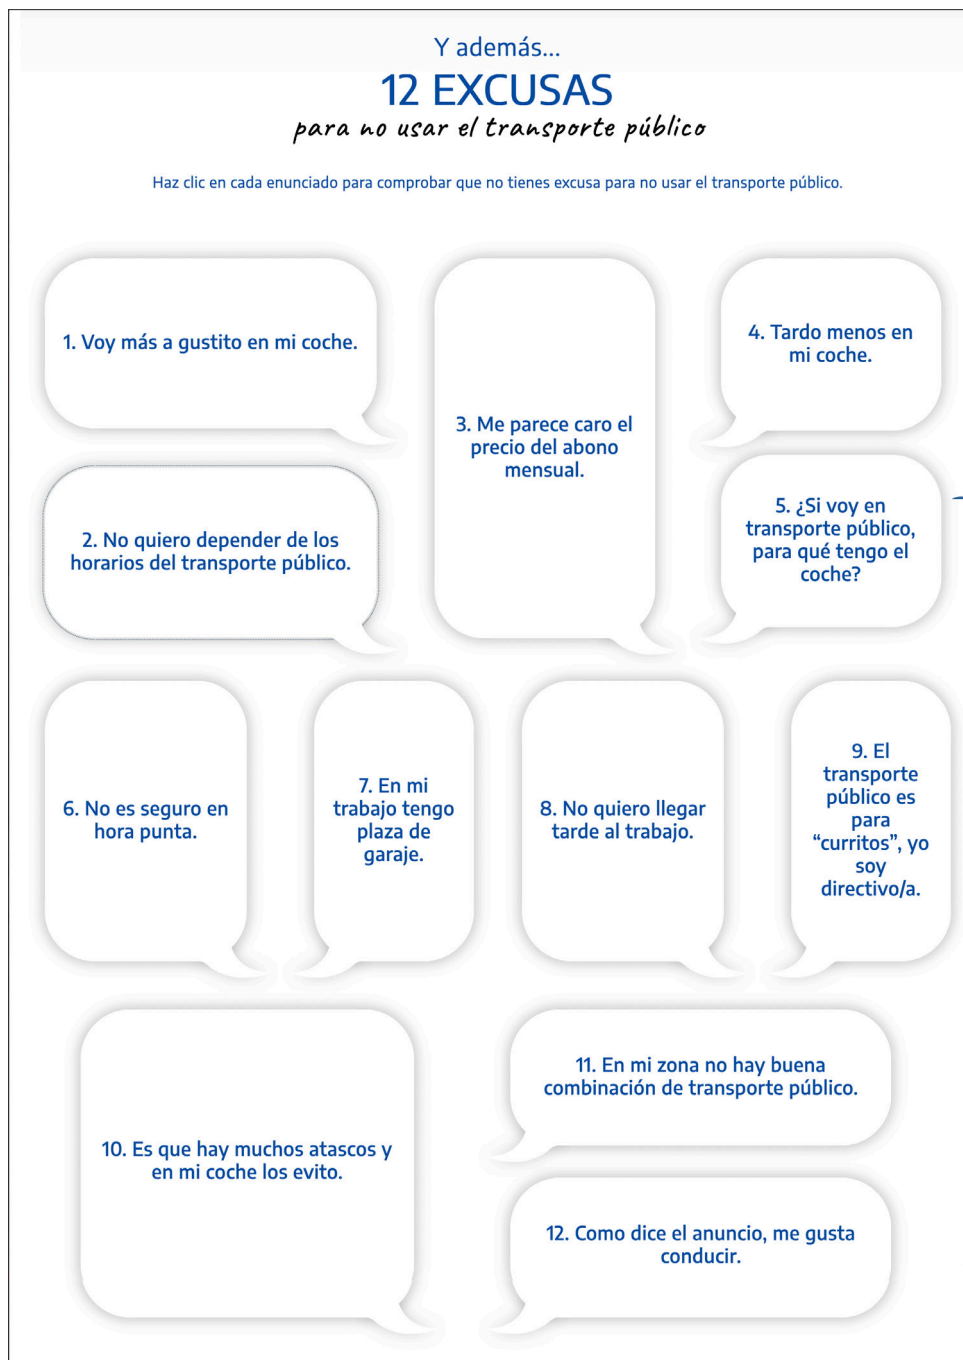 Y además...
12 EXCUSAS
para no usar el transporte público
Haz clic en cada enunciado para comprobar que no tienes excusa para no usar el transporte público.
1. Voy más a gustito en mi coche.
2. No quiero depender de los
horarios del transporte público.
3. Me parece caro el
precio del abono
mensual.
4. Tardo menos en
mi coche.
5. ¿Si voy en
transporte público,
para qué tengo el
coche?
6. No es seguro en
hora punta.
7. En mi
trabajo tengo
plaza de
garaje.
8. No quiero llegar
tarde al trabajo.
9. El
transporte
público es
para
“curritos”, yo
soy
directivo/a.
10. Es que hay muchos atascos y
en mi coche los evito.
11. En mi zona no hay buena
combinación de transporte público.
12. Como dice el anuncio, me gusta
conducir.